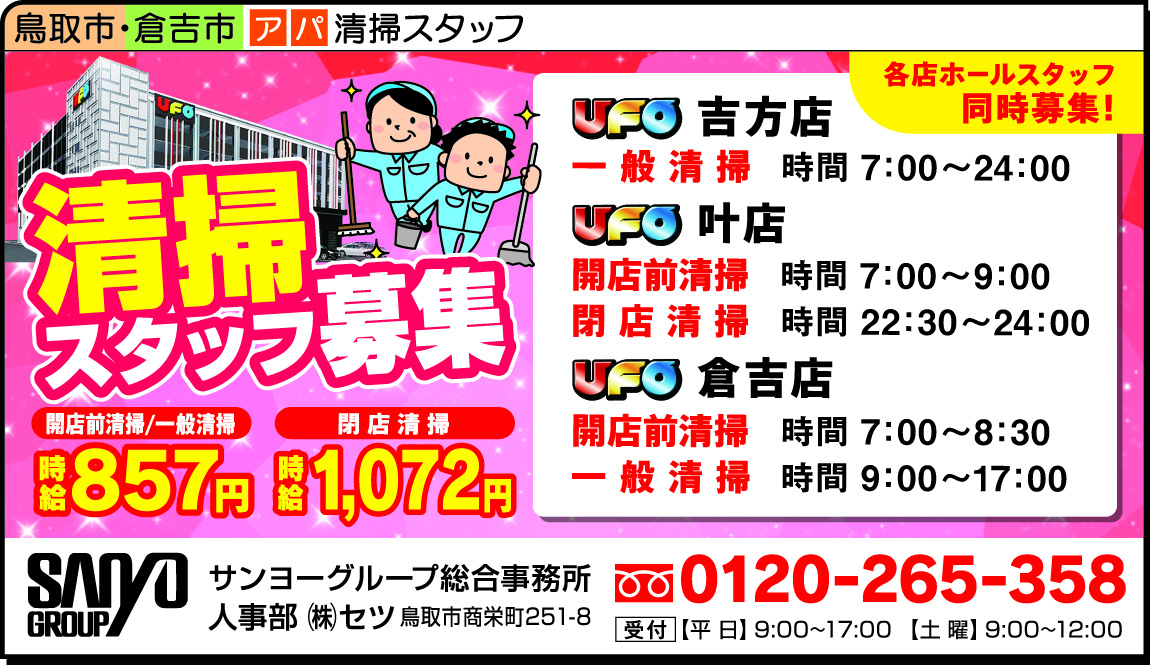 鳥取市・倉吉市 アパ 清掃スタッフ
各店ホールスタッフ
同時募集!
UFO
UFO
清掃
スタッフ募集
開店前清掃/一般清掃
時給857円
閉店清掃
時給1,072円
UFO 吉方店
一般清掃 時間 7:00〜24:00
UFO 叶店
開店前清掃 時間 7:00〜9:00
閉店清掃 時間 22:30〜24:00
UFO 倉吉店
開店前清掃 時間 7:00〜8:30
一般清掃 時間 9:00〜17:00
SANYO
GROUP
サンヨーグループ総合事務所
人事部 ㈱セツ 鳥取市商栄町251-8
0120-265-358
受付【平日】9:00~17:00 【土曜】9:00~12:00